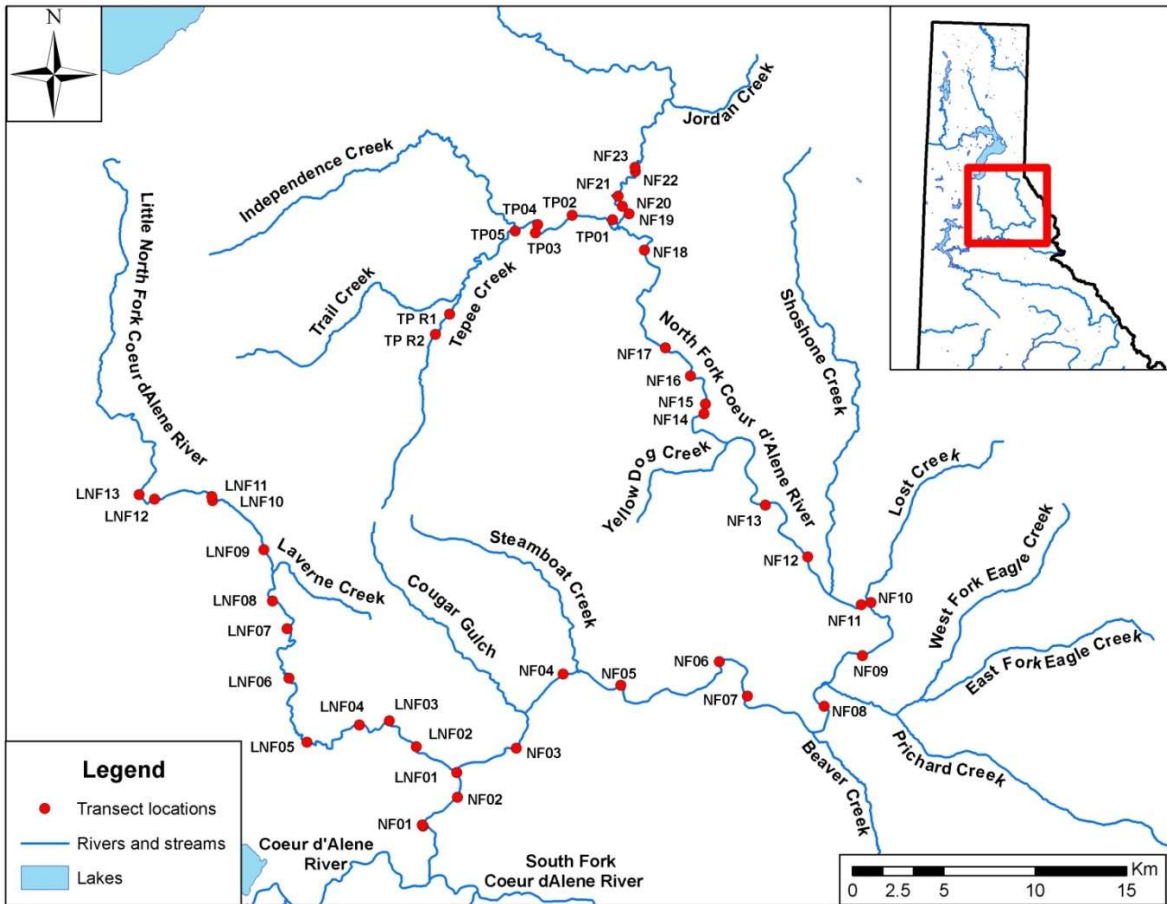 N
Jordan Creek
Independence Creek
Little North Fork Coeur dAlene River
NF23
NF22
NF21
NF20
NF19
TP04
TP02
TP05
TP03
TP01
NF18
Trail Creek
TP R1
TP R2
Tepee Creek
Shoshone Creek
NF17
North Fork Coeur d'Alene River
NF16
NF15
NF14
Yellow Dog Creek
Lost Creek
LNF13
LNF12
LNF11
LNF10
NF13
Steamboat Creek
West Fork Eagle Creek
LNF09
Laverne Creek
NF12
Cougar Gulch
LNF08
NF11
NF10
East Fork Eagle Creek
LNF07
NF04
NF05
NF06
NF09
LNF06
NF07
NF08
LNF04
LNF03
LNF05
LNF02
NF03
Beaver Creek
Prichard Creek
LNF01
NF02
NF01
Coeur d'Alene
River
South Fork
Coeur dAlene River
Legend
Transect locations
Rivers and streams
Lakes
Km
0 2.5 5 10 15